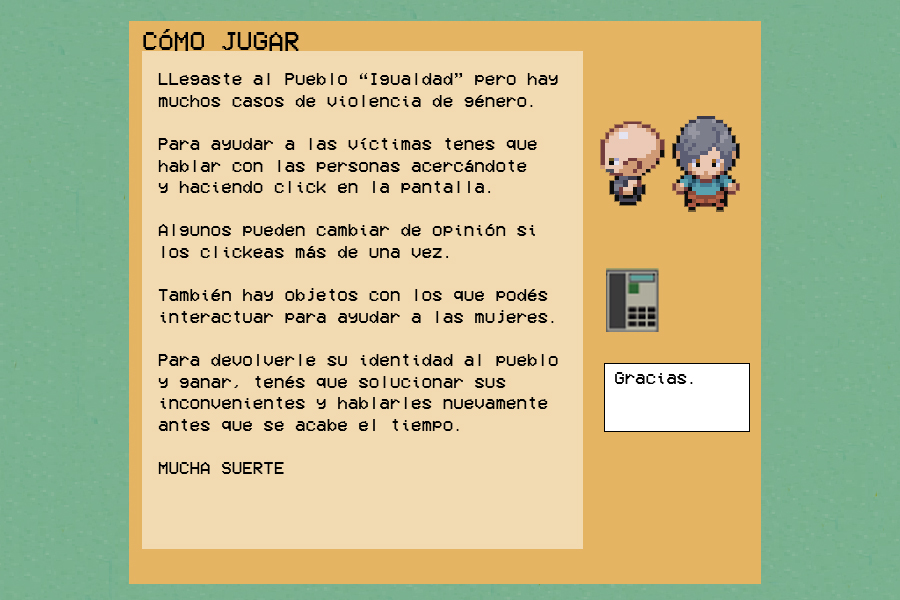 CóMO JUGAR
LLegaste al Pueblo “Igualdad” pero hay
muchos casos de violencia de género.
Para ayudar a las víctimas tenes que
hablar con las personas acercándote
y haciendo click en la pantalla.
Algunos pueden cambiar de opinión si
los clickeas más de una vez.
También hay objetos con los que podés
interactuar para ayudar a las mujeres.
Para devolverle su identidad al pueblo
y ganar, tenés que solucionar sus
inconvenientes y hablarles nuevamente
antes que se acabe el tiempo.
MUCHA SUERTE
Gracias.